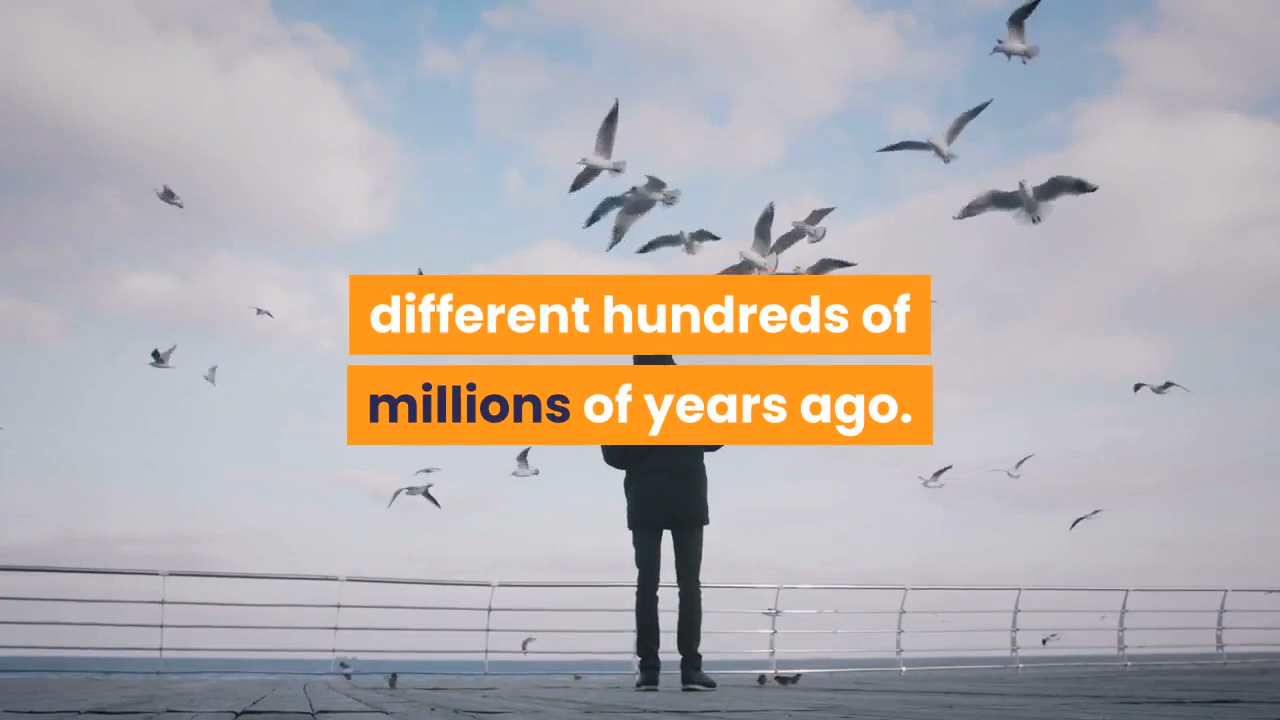 different hundreds of
millions of years ago.